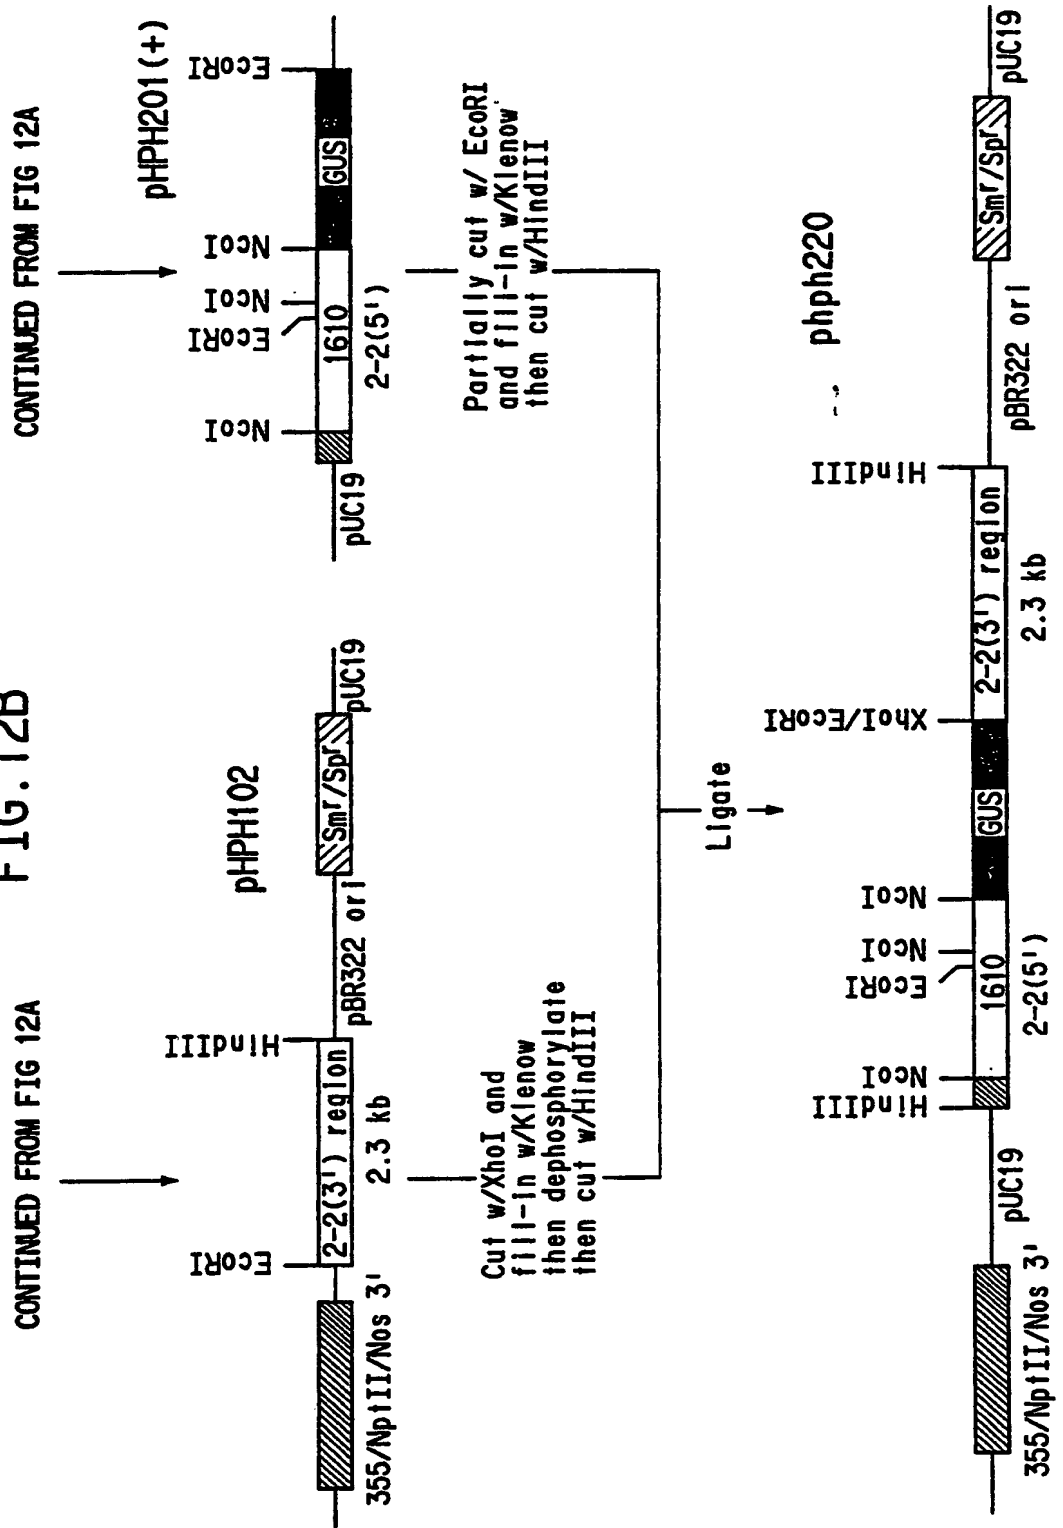 FIG.12B
CONTINUED FROM FIG 12A
CONTINUED FROM FIG 12A
pHPH102
EcoRI
HindIII
2-2(3') region
Smr/Spr
355/NptII/Nos 3'
2.3 kb
pBR322 ori
pUC19
pHPH201(+)
NcoI
EcoRI
NcoI
NcoI
EcoRI
1610
GUS
pUC19
2-2(5')
Cut w/XhoI and
fill-in w/Klenow
then dephosphorylate
then cut w/HindIII
Partially cut w/ EcoRI
and fill-in w/Klenow
then cut w/HindIII
Ligate
phph220
HindIII
NcoI
EcoRI
NcoI
NcoI
XhoI/EcoRI
HindIII
1610
GUS
2-2(3') region
Smr/Spr
355/NptII/Nos 3'
pUC19
2-2(5')
2.3 kb
pBR322 ori
pUC19